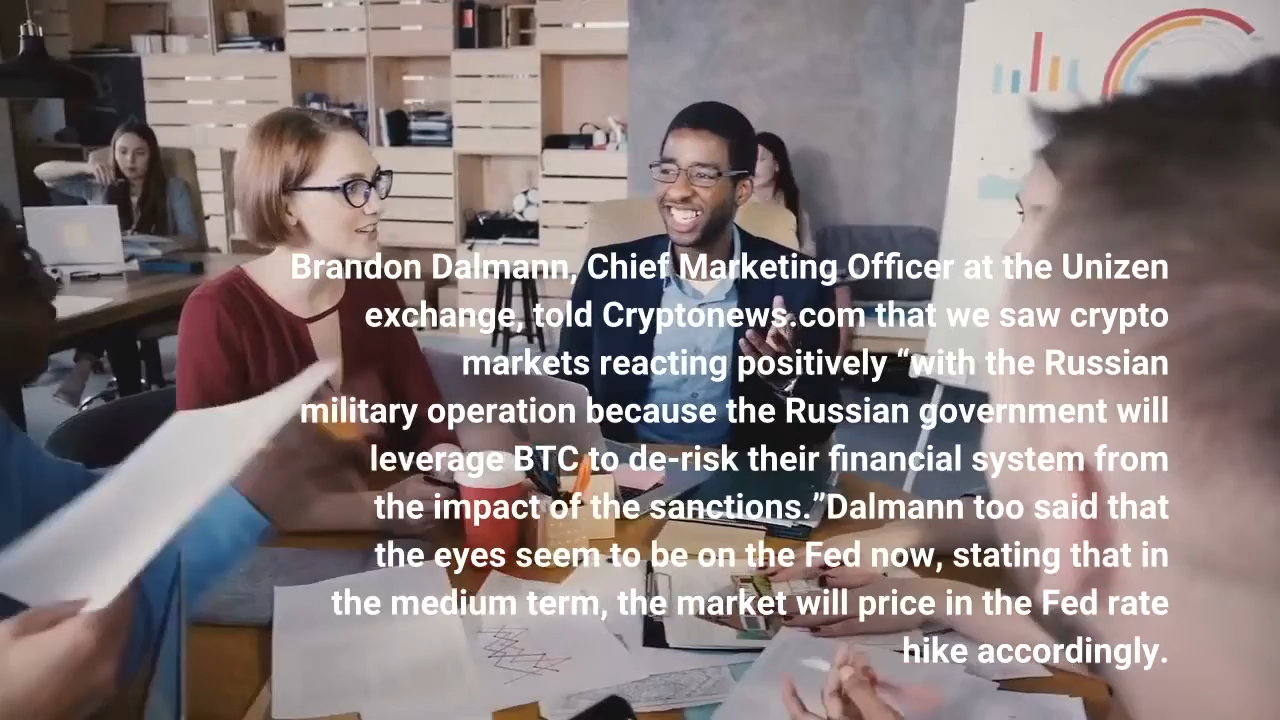 Brandon Dalmann, Chief Marketing Officer at the Unizen
exchange, told Cryptonews.com that we saw crypto
markets reacting positively “with the Russian
military operation because the Russian government will
leverage BTC to de-risk their financial system from
the impact of the sanctions.”Dalmann too said that
the eyes seem to be on the Fed now, stating that in
the medium term, the market will price in the Fed rate
hike accordingly.